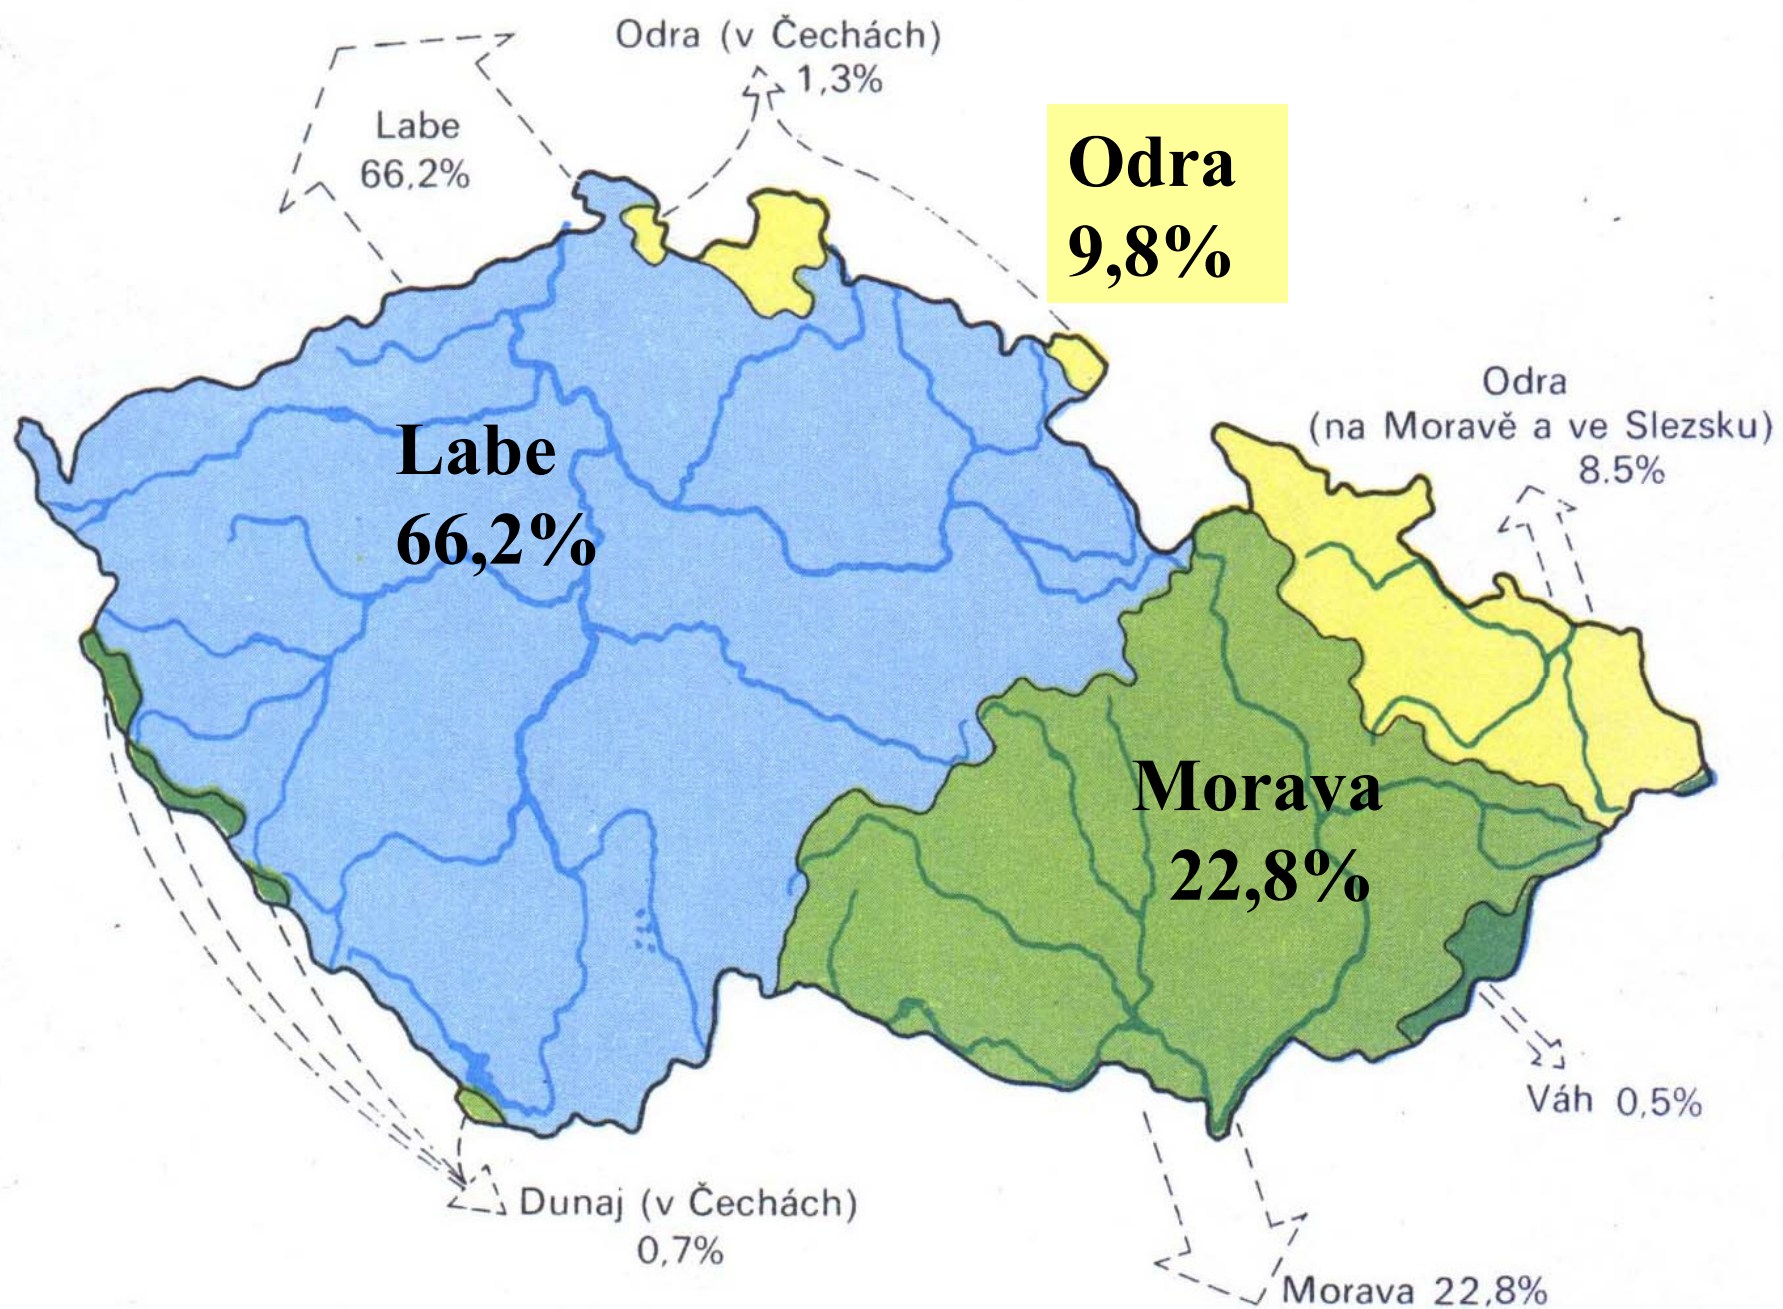 Odra (v Čechách)
1,3%
Labe
66,2%
Odra
9,8%
Odra
(na Moravě a ve Slezsku)
8.5%
Labe
66,2%
Morava
22,8%
Váh 0,5%
Dunaj (v Čechách)
0,7%
Morava 22,8%